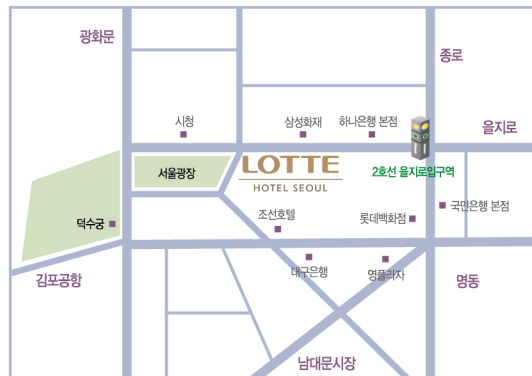 광화문
종로
시청
삼성화재
하나은행 본점
을지로
서울광장
LOTTE
HOTEL SEOUL
2호선 을지로입구역
덕수궁
조선호텔
롯데백화점
국민은행 본점
김포공항
대구은행
영플라자
명동
남대문시장